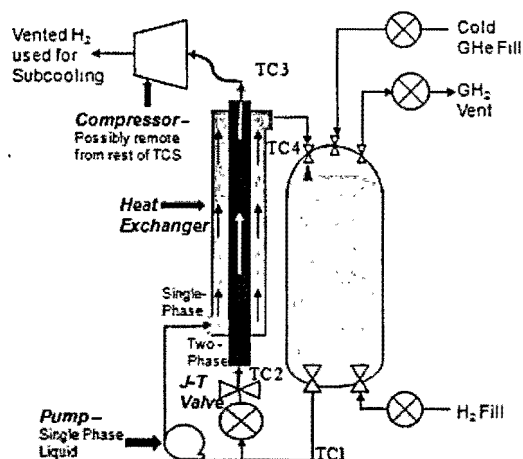 Vented H2
used for
Subcooling
Compressor–
Possibly remote
from rest of TCS
TC3
Cold
GHe Fill
GH2
Vent
TC4
Heat
Exchanger
Single-
Phase
Two-
Phase
J-T
Valve
TC2
Pump–
Single Phase
Liquid
TC1
H2 Fill